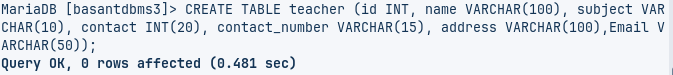 MariaDB [basantdbms3]> CREATE TABLE teacher (id INT, name VARCHAR(100), subject VAR
CHAR(10), contact INT(20), contact_number VARCHAR(15), address VARCHAR(100),Email V
ARCHAR(50));
Query OK, 0 rows affected (0.481 sec)